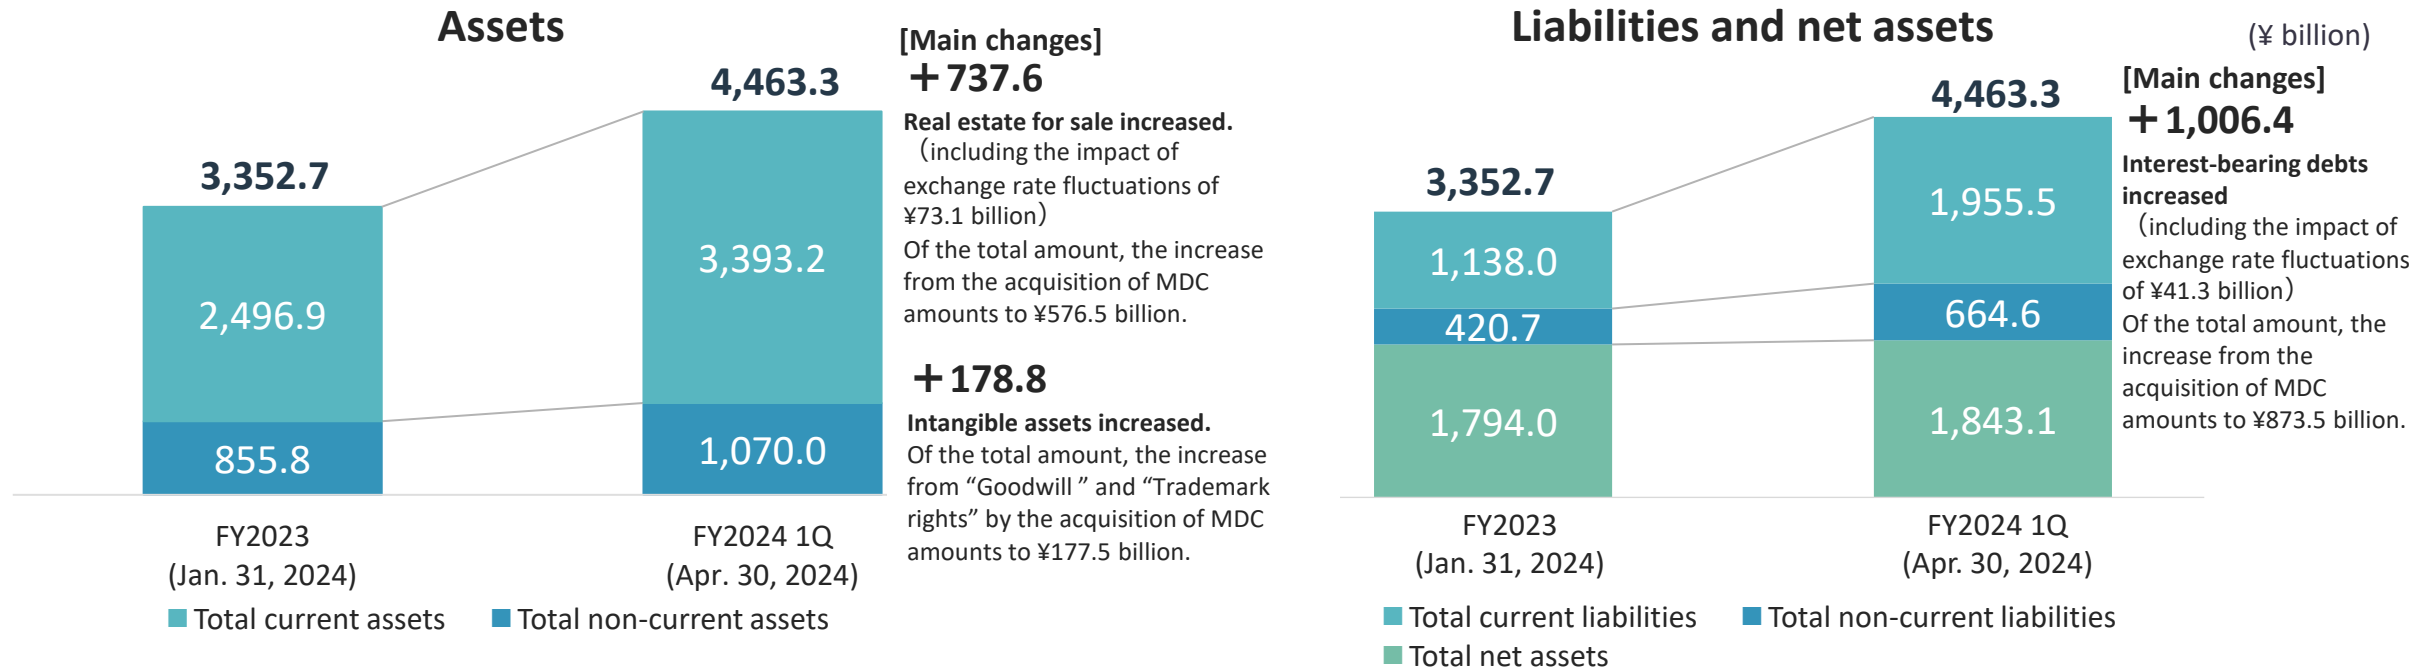 Assets
3,352.7
4,463.3
2,496.9
855.8
3,393.2
1,070.0
FY2023
(Jan. 31, 2024)
FY2024 1Q
(Apr. 30, 2024)
Total current assets
Total non-current assets
[Main changes]
+737.6
Real estate for sale increased.
(including the impact of
exchange rate fluctuations of
¥73.1 billion)
Of the total amount, the increase
from the acquisition of MDC
amounts to ¥576.5 billion.
+178.8
Intangible assets increased.
Of the total amount, the increase
from “Goodwill ” and “Trademark
rights” by the acquisition of MDC
amounts to ¥177.5 billion.
Liabilities and net assets
(¥ billion)
3,352.7
4,463.3
1,138.0
420.7
1,794.0
1,955.5
664.6
1,843.1
FY2023
(Jan. 31, 2024)
FY2024 1Q
(Apr. 30, 2024)
Total current liabilities
Total non-current liabilities
Total net assets
[Main changes]
+1,006.4
Interest-bearing debts
increased
(including the impact of
exchange rate fluctuations
of ¥41.3 billion)
Of the total amount, the
increase from the
acquisition of MDC
amounts to ¥873.5 billion.